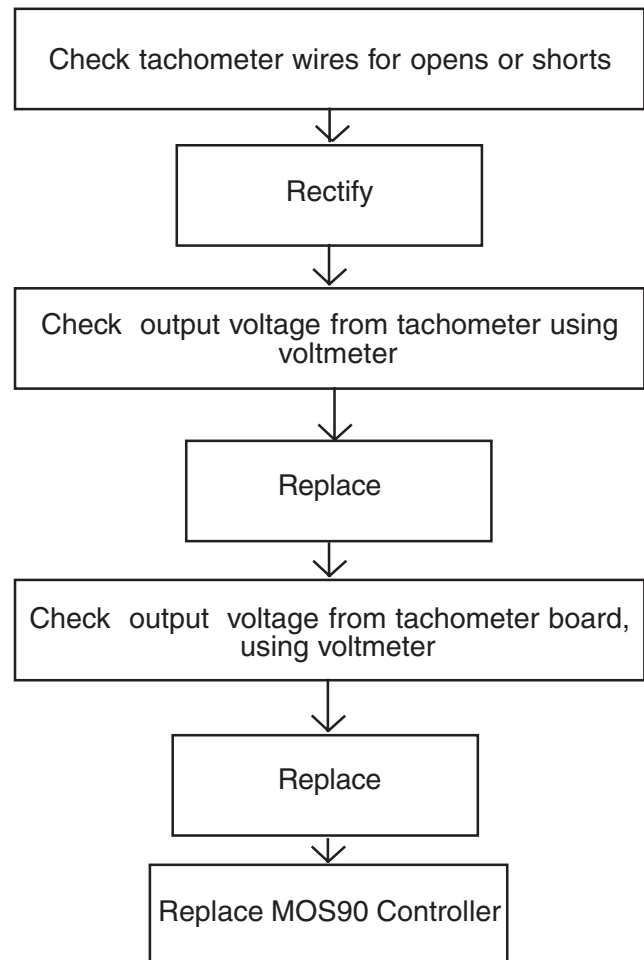 Check tachometer wires for opens or shorts
Rectify
Check output voltage from tachometer using
voltmeter
Replace
Check output voltage from tachometer board,
using voltmeter
Replace
Replace MOS90 Controller